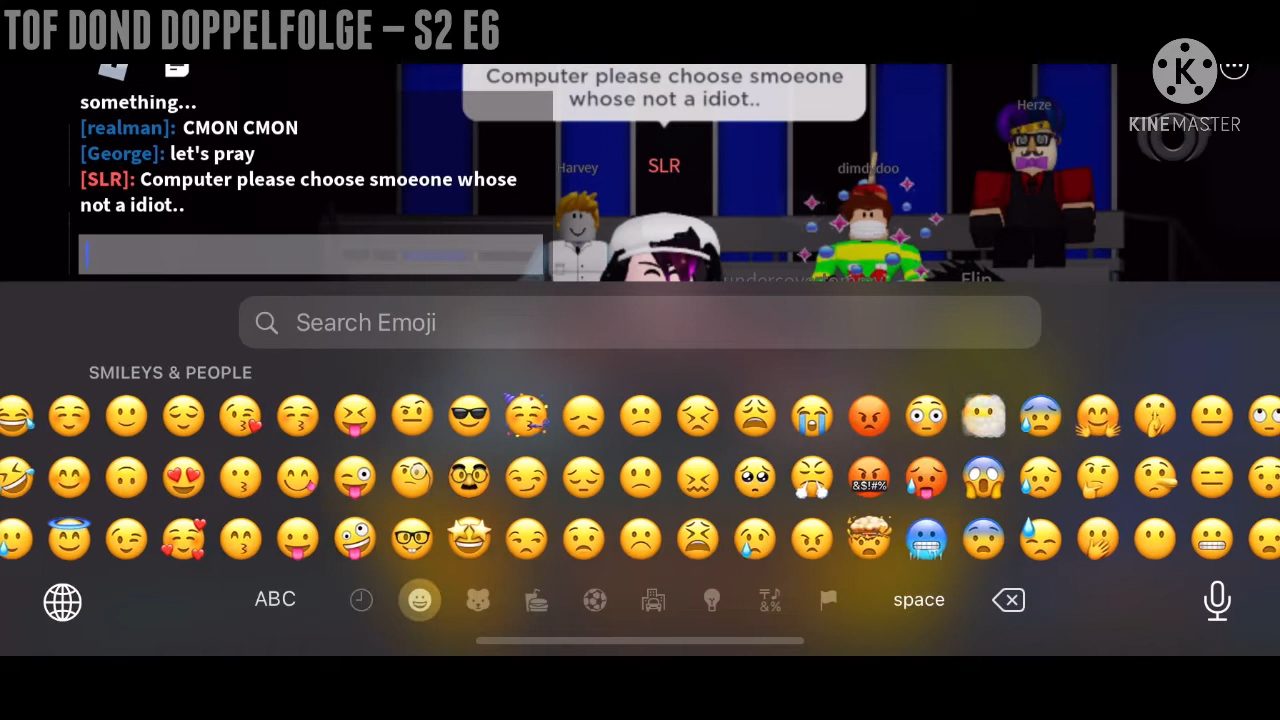 TOF DOND DOPPELFOLGE – S2 E6
Computer please choose smoeone
whose not a idiot..
something...
[realman]: CMON CMON
[George]: let's pray
[SLR]: Computer please choose smoeone whose
not a idiot..
Harvey
SLR
Herze
KINEMASTER
Flip
Search Emoji
SMILEYS & PEOPLE
&$!#%
ABC
space